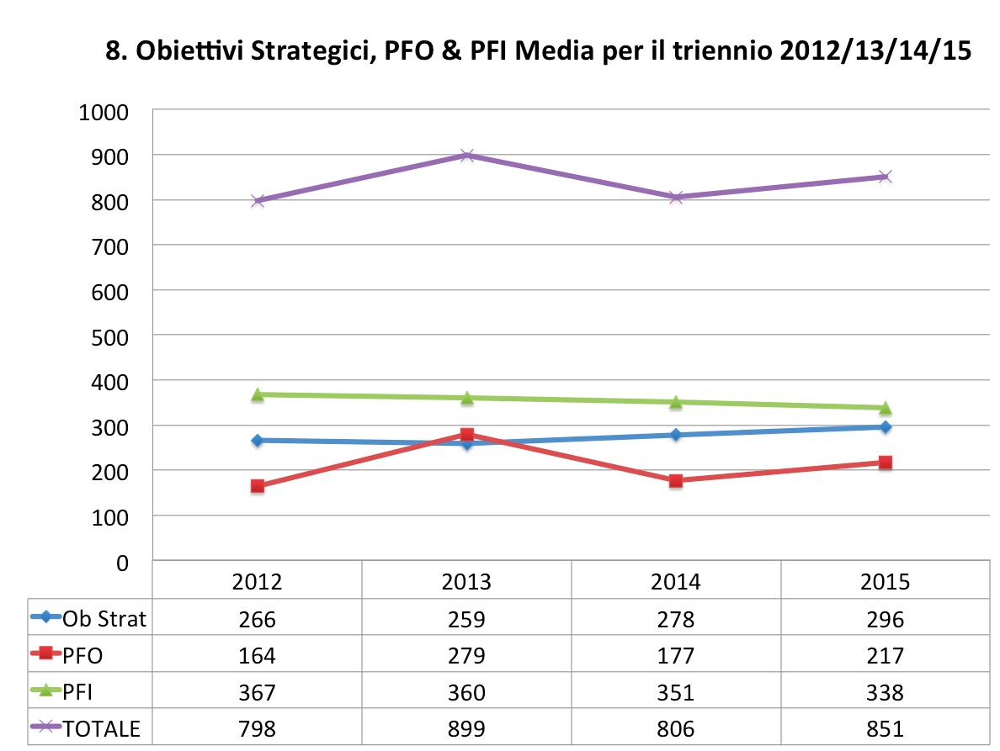 8. Obiettivi Strategici, PFO & PFI Media per il triennio 2012/13/14/15
1000
900
800
700
600
500
400
300
200
100
0
2012 2013 2014 2015
Ob Strat 266 259 278 296
PFO 164 279 177 217
PFI 367 360 351 338
TOTALE 798 899 806 851